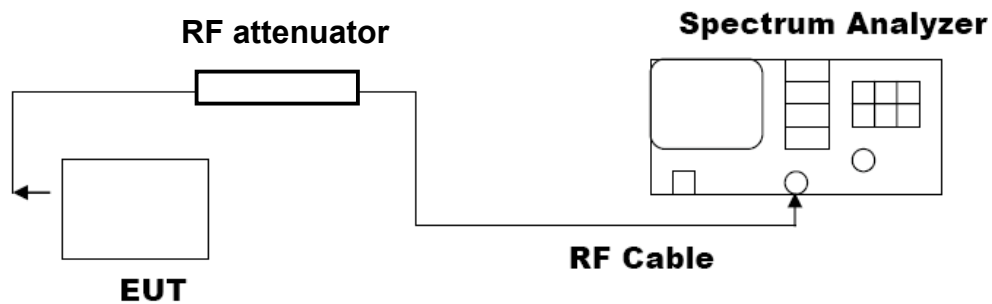 RF attenuator
Spectrum Analyzer
RF Cable
EUT